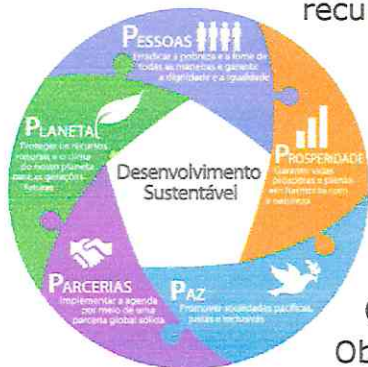 recu
PESSOAS
Erradicar a pobreza e a fome de
todas as maneiras e garantir
a dignidade e a igualdade
PLANETA
Proteger os recursos
naturais e o clima
do nosso planeta
para as gerações
futuras
PROSPERIDADE
Garantir vidas
prósperas e plenas,
em harmonia com
a natureza
Desenvolvimento
Sustentável
PARCERIAS
Implementar a agenda
por meio de uma
parceria global sólida
PAZ
Promover sociedades pacíficas,
justas e inclusivas
Ob